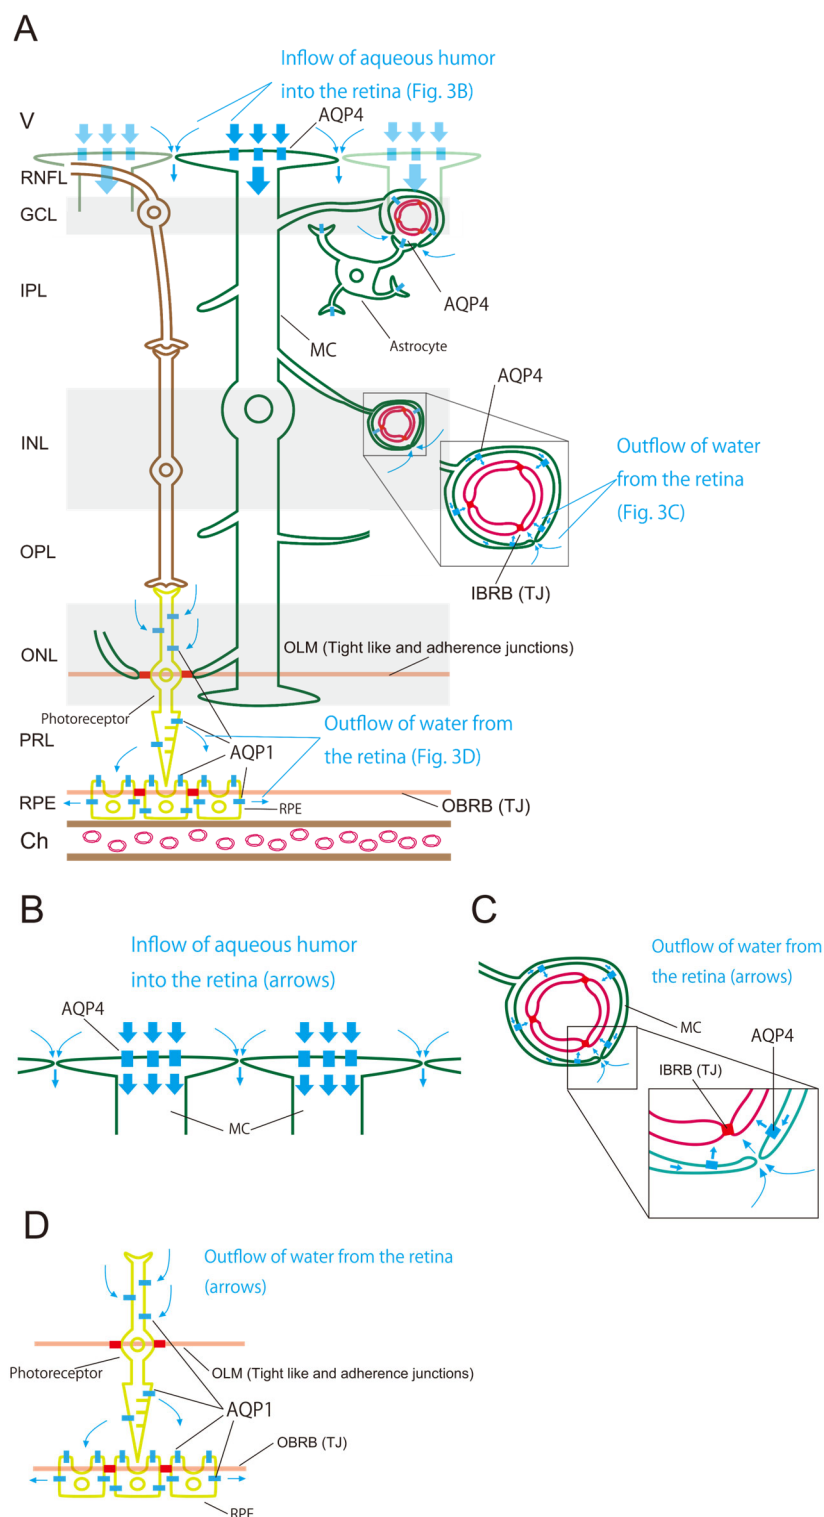 A
Inflow of aqueous humor
into the retina (Fig. 3B)
V
AQP4
RNFL
GCL
IPL
AQP4
MC
Astrocyte
AQP4
INL
Outflow of water
from the retina
(Fig. 3C)
OPL
IBRB (TJ)
ONL
OLM (Tight like and adherence junctions)
Photoreceptor
Outflow of water from
the retina (Fig. 3D)
PRL
AQP1
RPE
RPE
OBRB (TJ)
Ch
B
Inflow of aqueous humor
into the retina (arrows)
AQP4
MC
C
Outflow of water from
the retina (arrows)
MC
AQP4
IBRB (TJ)
D
Outflow of water from the retina
(arrows)
Photoreceptor
OLM (Tight like and adherence junctions)
AQP1
OBRB (TJ)
RPE